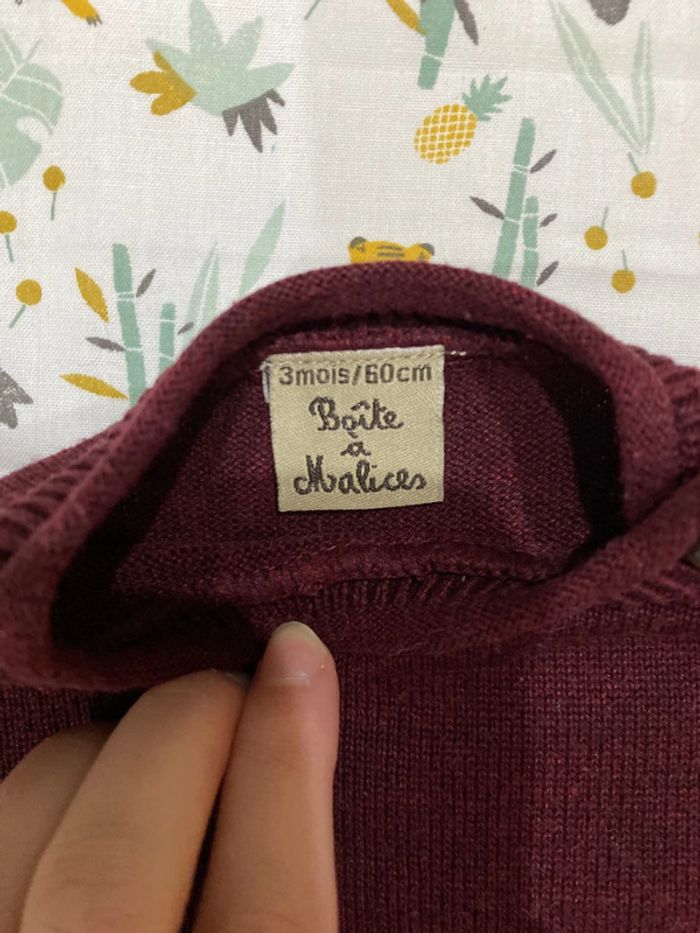 3mois/60cm
Boîte
à
Malices